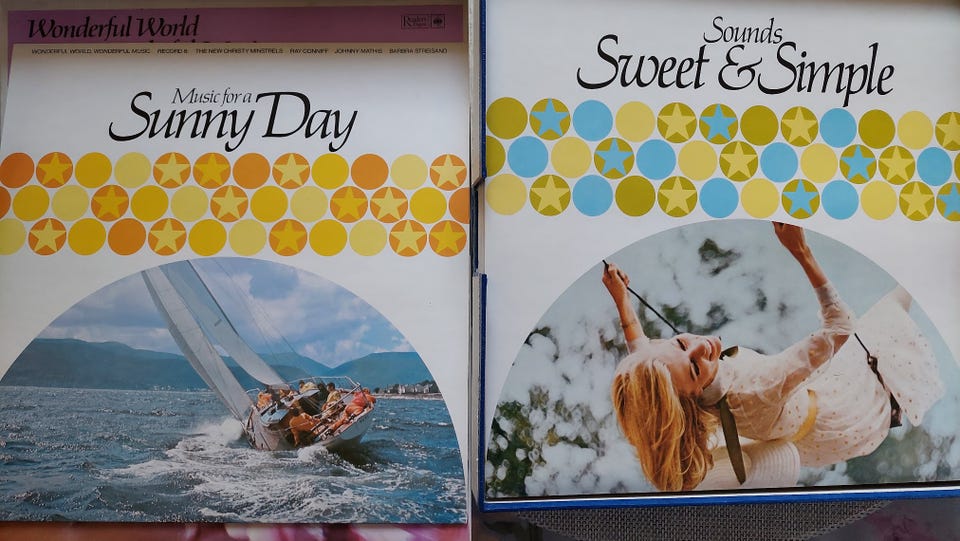 Wonderful World
Reader's Digest
WONDERFUL WORLD, WONDERFUL MUSIC RECORD 6 THE NEW CHRISTY MINSTRELS RAY CONNIFF JOHNNY MATHIS BARBRA STREISAND
Music for a
Sunny Day
Sounds
Sweet & Simple